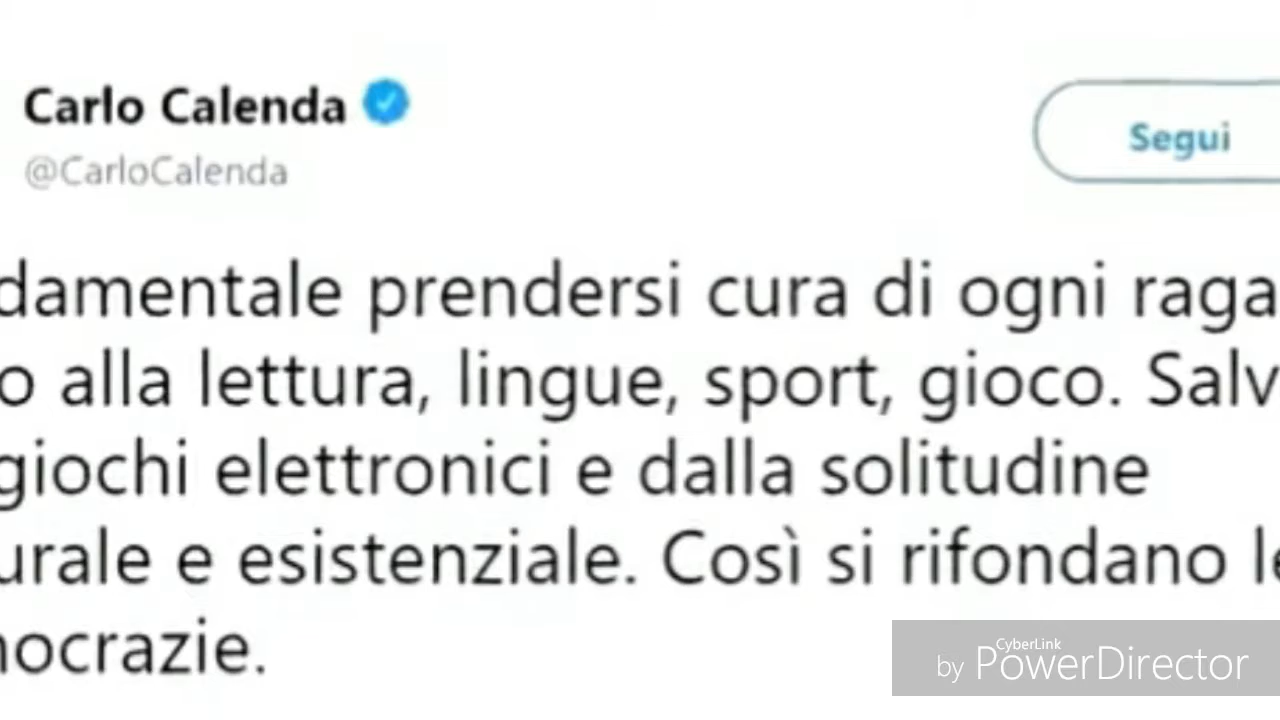 Carlo Calenda
@CarloCalenda
Segui
damentale prendersi cura di ogni raga
o alla lettura, lingue, sport, gioco. Salv
giochi elettronici e dalla solitudine
urale e esistenziale. Così si rifondano le
nocrazie.
CyberLink
by PowerDirector